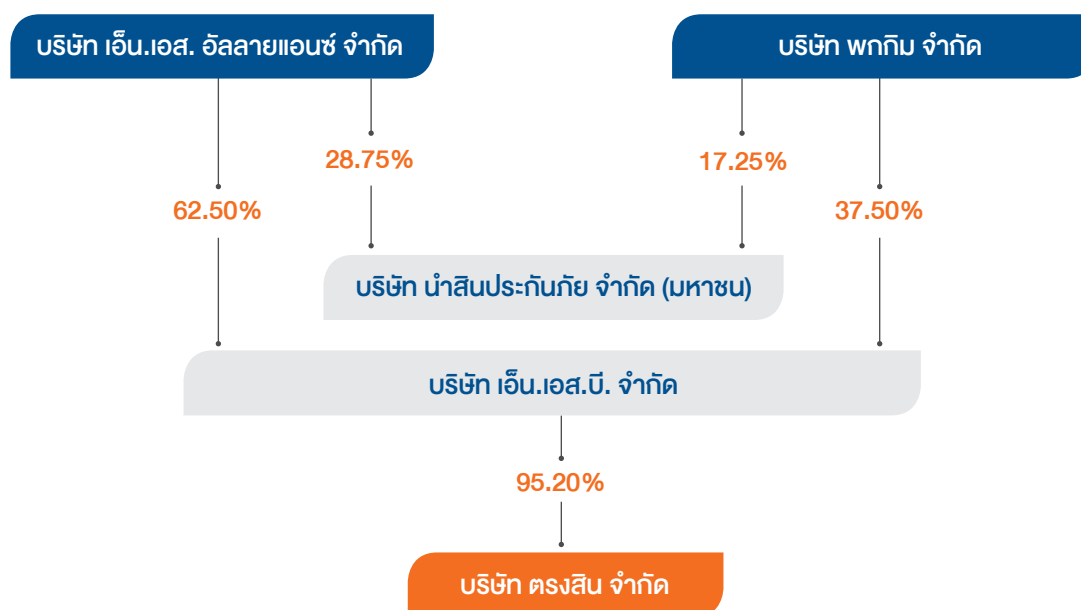 บริษัท เอ็น.เอส. อัลลายแอนซ์ จำกัด
บริษัท พกกิม จำกัด
28.75%
17.25%
62.50%
37.50%
บริษัท นำสินประกันภัย จำกัด (มหาชน)
บริษัท เอ็น.เอส.บี. จำกัด
95.20%
บริษัท ตรงสิน จำกัด